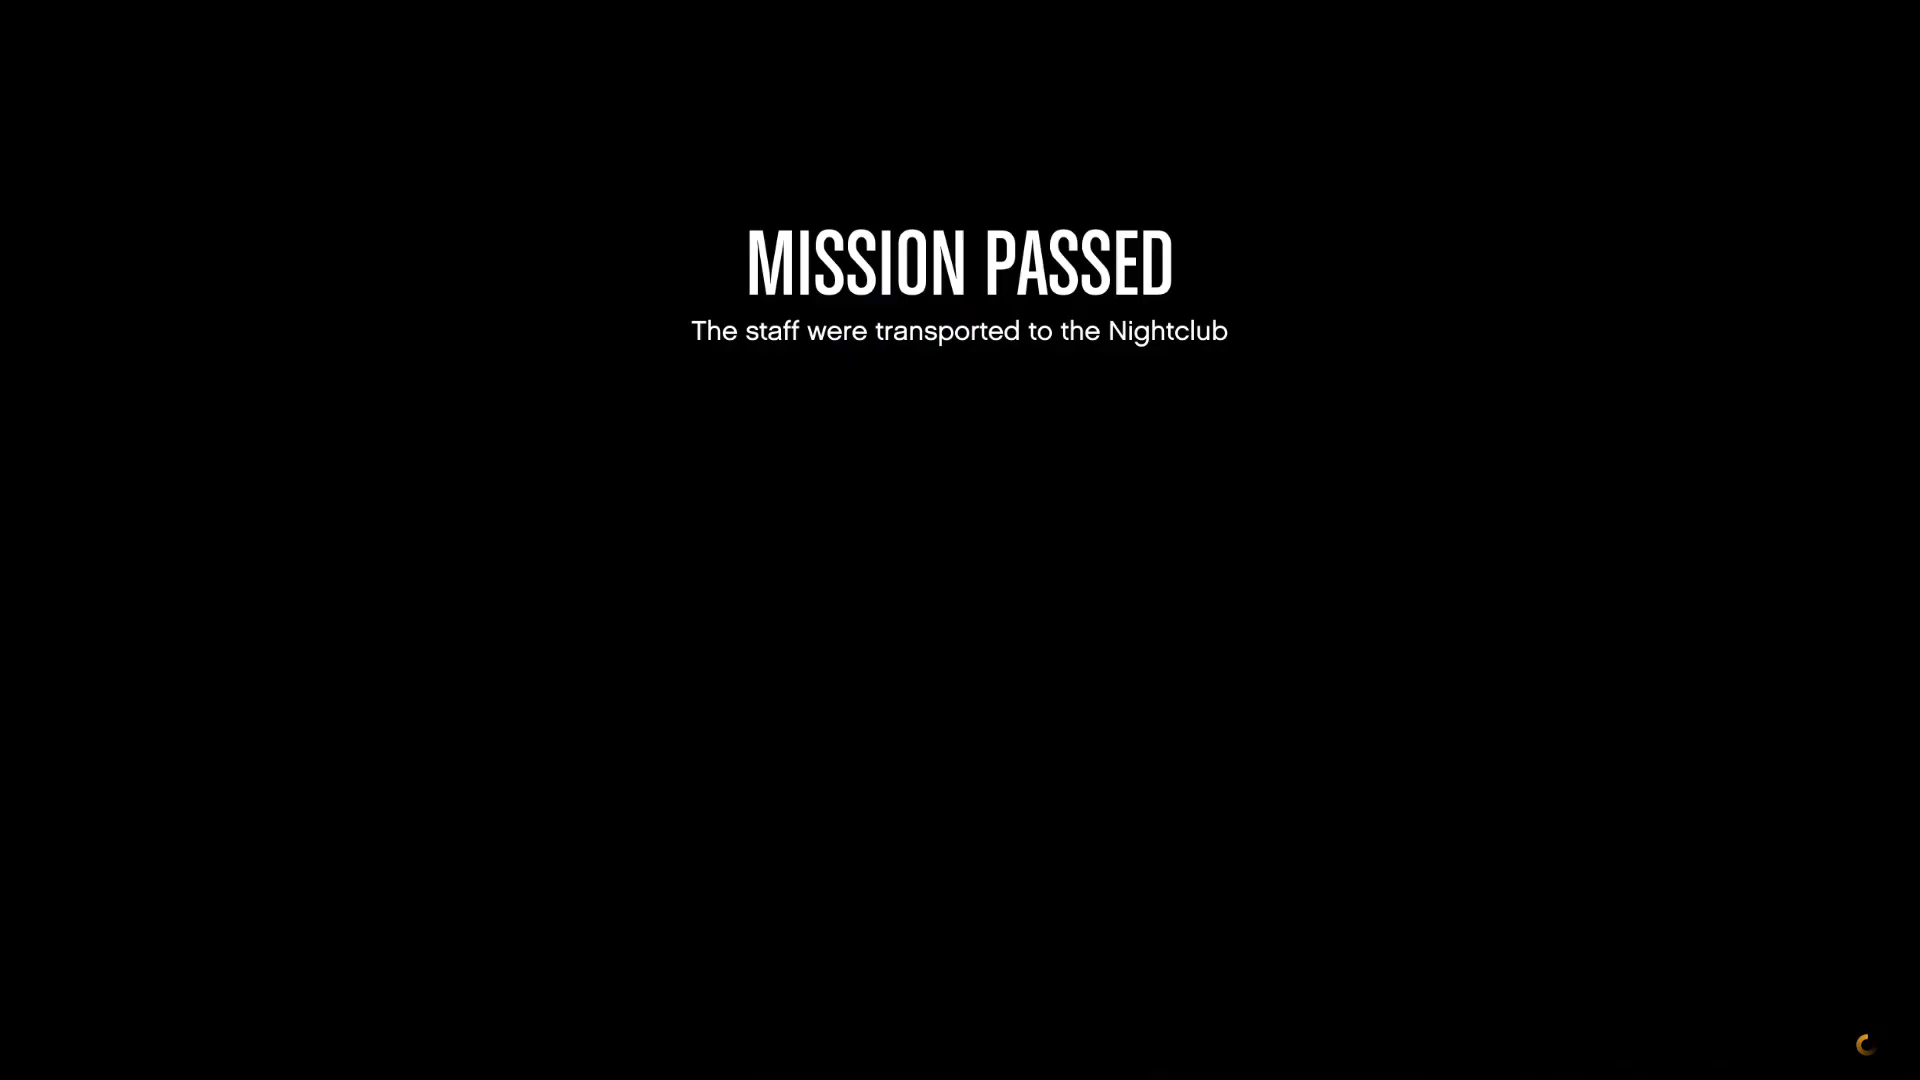 MISSION PASSED
The staff were transported to the Nightclub